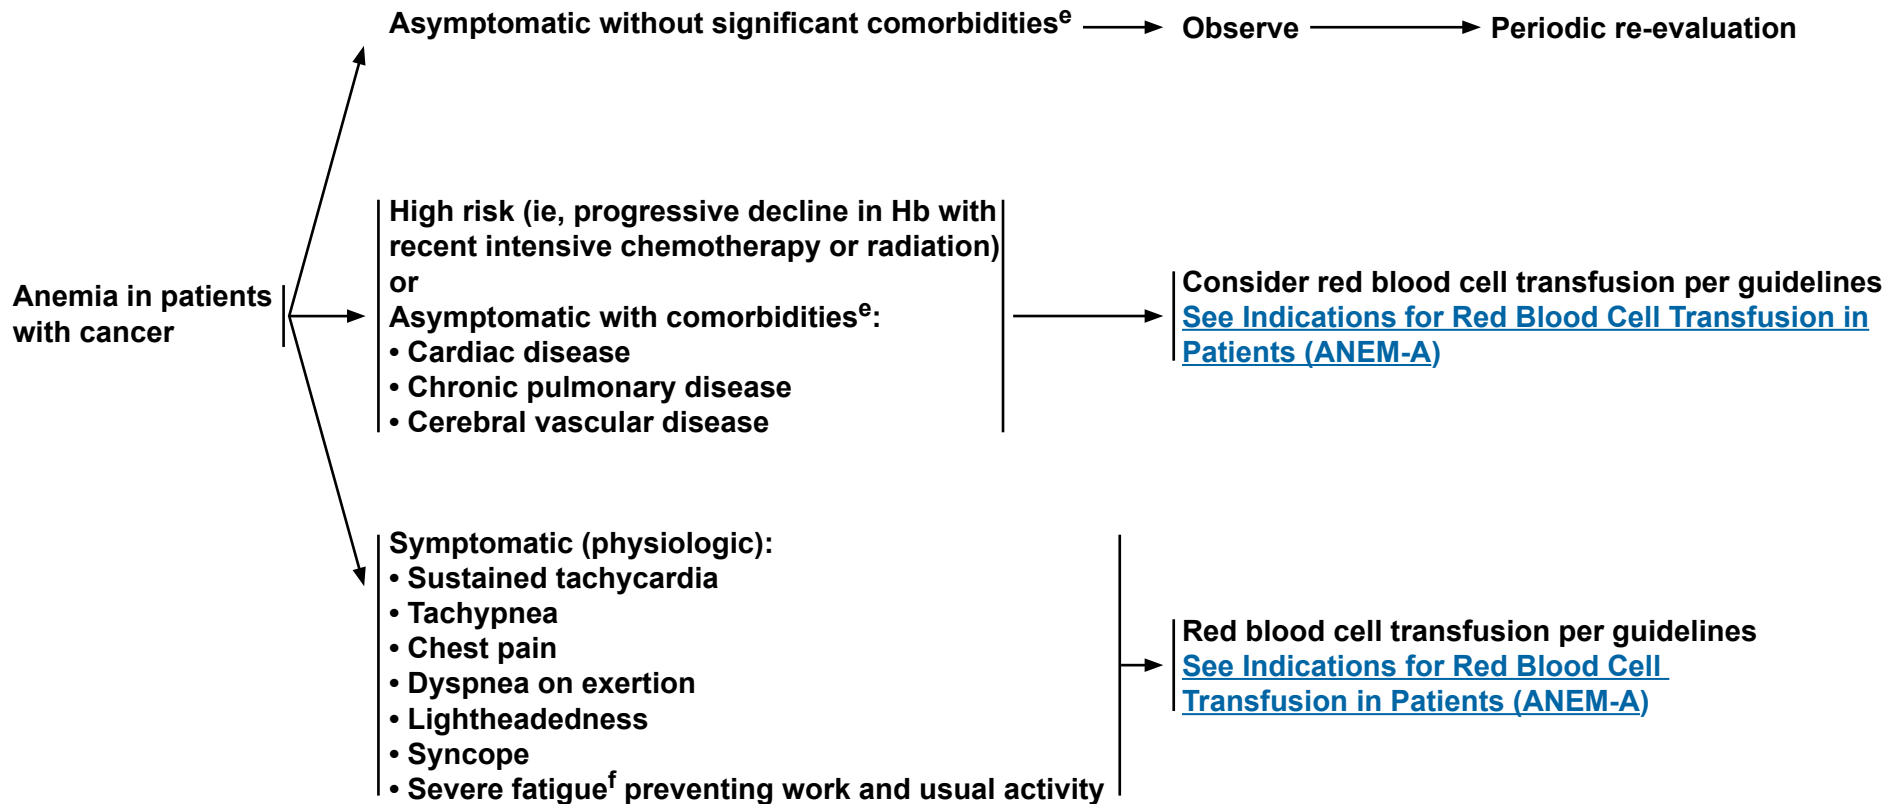 Asymptomatic without significant comorbiditiesᵉ
Observe
Periodic re-evaluation
Anemia in patients
with cancer
High risk (ie, progressive decline in Hb with
recent intensive chemotherapy or radiation)
or
Asymptomatic with comorbiditiesᵉ:
• Cardiac disease
• Chronic pulmonary disease
• Cerebral vascular disease
Consider red blood cell transfusion per guidelines
See Indications for Red Blood Cell Transfusion in
Patients (ANEM-A)
Symptomatic (physiologic):
• Sustained tachycardia
• Tachypnea
• Chest pain
• Dyspnea on exertion
• Lightheadedness
• Syncope
• Severe fatigueᶠ preventing work and usual activity
Red blood cell transfusion per guidelines
See Indications for Red Blood Cell
Transfusion in Patients (ANEM-A)